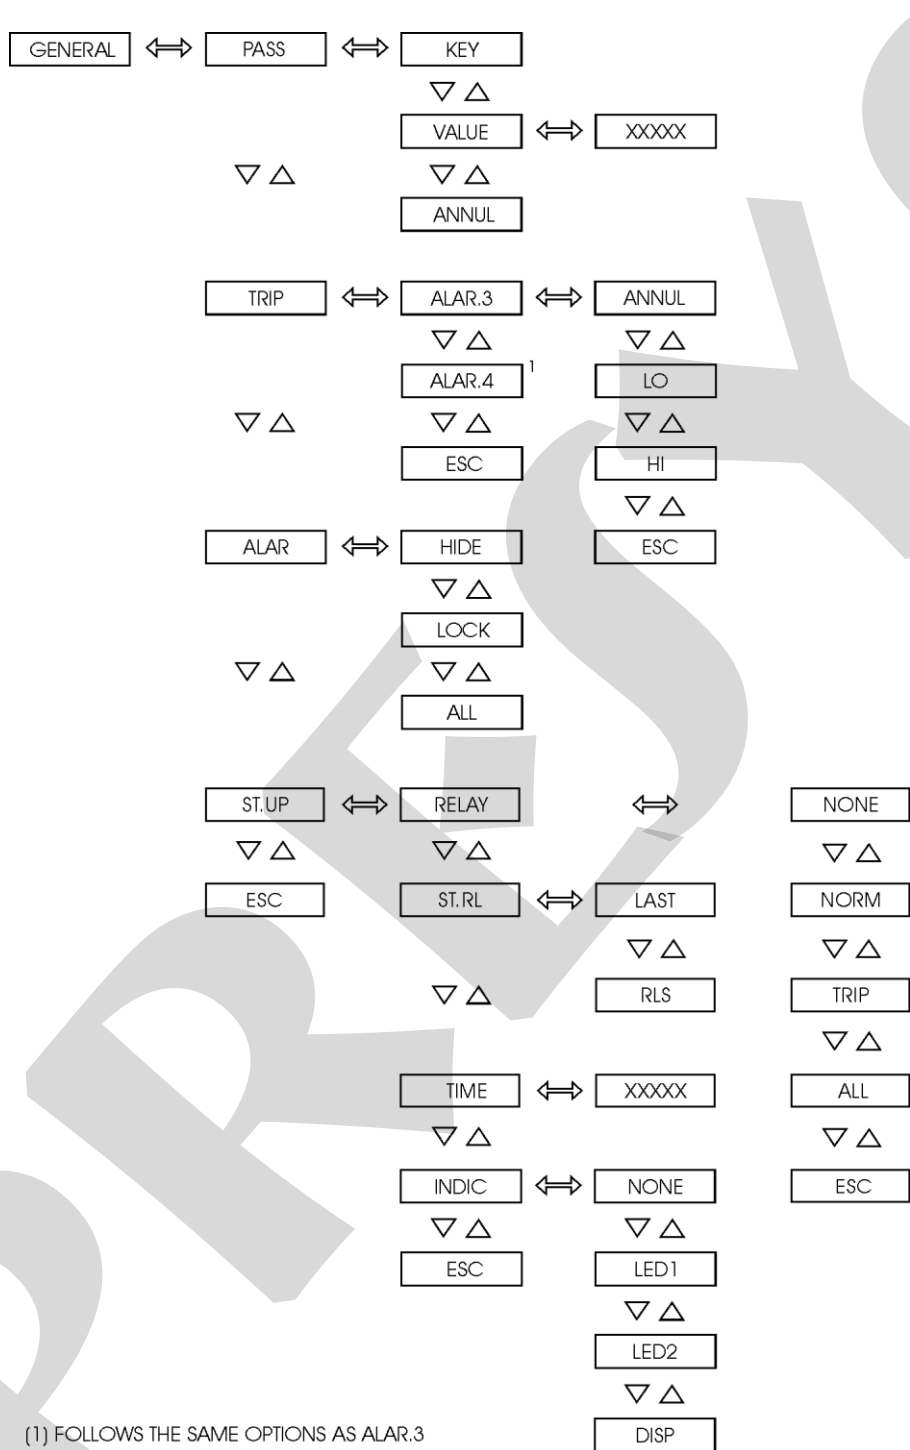 GENERAL PASS KEY
VALUE XXXXX
ANNUL
TRIP ALAR.3 ANNUL
ALAR.4 1 LO
ESC HI
ALAR HIDE ESC
LOCK
ALL
ST.UP RELAY NONE
ESC ST.RL LAST NORM
RLS TRIP
TIME XXXXX ALL
INDIC NONE ESC
ESC LED1
LED2
(1) FOLLOWS THE SAME OPTIONS AS ALAR.3 DISP
PRESYS